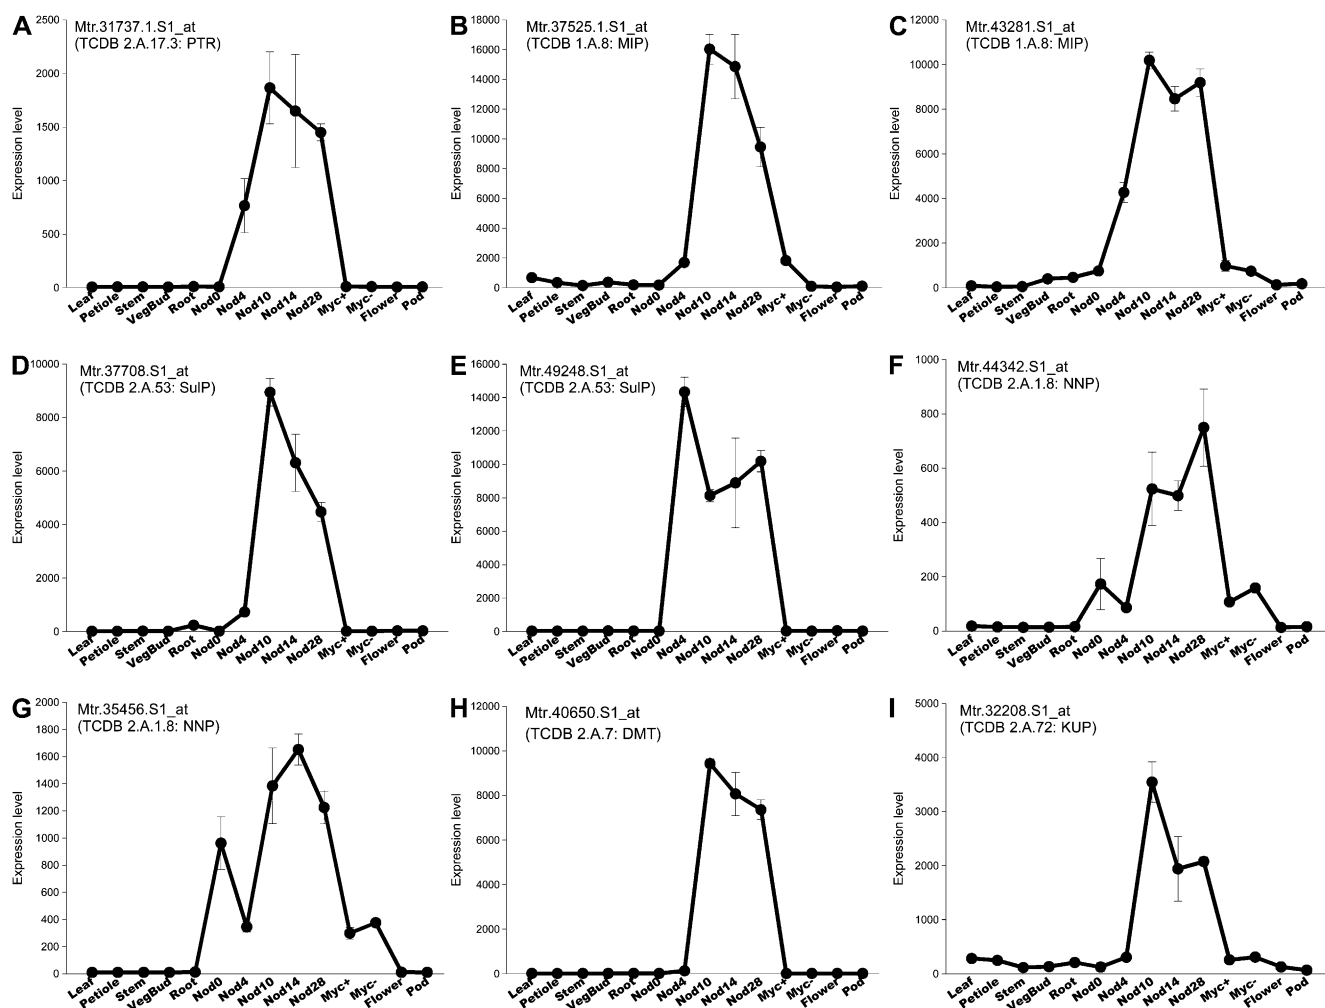 A
Mtr.31737.1.S1_at
(TCDB 2.A.17.3: PTR)
Expression level
2500
2000
1500
1000
500
0
Leaf
Petiole
Stem
VegBud
Root
Nod0
Nod4
Nod10
Nod14
Nod28
Myc+
Myc-
Flower
Pod
B
Mtr.37525.1.S1_at
(TCDB 1.A.8: MIP)
Expression level
18000
16000
14000
12000
10000
8000
6000
4000
2000
0
Leaf
Petiole
Stem
VegBud
Root
Nod0
Nod4
Nod10
Nod14
Nod28
Myc+
Myc-
Flower
Pod
C
Mtr.43281.S1_at
(TCDB 1.A.8: MIP)
Expression level
12000
10000
8000
6000
4000
2000
0
Leaf
Petiole
Stem
VegBud
Root
Nod0
Nod4
Nod10
Nod14
Nod28
Myc+
Myc-
Flower
Pod
D
Mtr.37708.S1_at
(TCDB 2.A.53: SulP)
Expression level
10000
8000
6000
4000
2000
0
Leaf
Petiole
Stem
VegBud
Root
Nod0
Nod4
Nod10
Nod14
Nod28
Myc+
Myc-
Flower
Pod
E
Mtr.49248.S1_at
(TCDB 2.A.53: SulP)
Expression level
16000
14000
12000
10000
8000
6000
4000
2000
0
Leaf
Petiole
Stem
VegBud
Root
Nod0
Nod4
Nod10
Nod14
Nod28
Myc+
Myc-
Flower
Pod
F
Mtr.44342.S1_at
(TCDB 2.A.1.8: NNP)
Expression level
1000
800
600
400
200
0
Leaf
Petiole
Stem
VegBud
Root
Nod0
Nod4
Nod10
Nod14
Nod28
Myc+
Myc-
Flower
Pod
G
Mtr.35456.S1_at
(TCDB 2.A.1.8: NNP)
Expression level
2000
1800
1600
1400
1200
1000
800
600
400
200
0
Leaf
Petiole
Stem
VegBud
Root
Nod0
Nod4
Nod10
Nod14
Nod28
Myc+
Myc-
Flower
Pod
H
Mtr.40650.S1_at
(TCDB 2.A.7: DMT)
Expression level
12000
10000
8000
6000
4000
2000
0
Leaf
Petiole
Stem
VegBud
Root
Nod0
Nod4
Nod10
Nod14
Nod28
Myc+
Myc-
Flower
Pod
I
Mtr.32208.S1_at
(TCDB 2.A.72: KUP)
Expression level
5000
4000
3000
2000
1000
0
Leaf
Petiole
Stem
VegBud
Root
Nod0
Nod4
Nod10
Nod14
Nod28
Myc+
Myc-
Flower
Pod